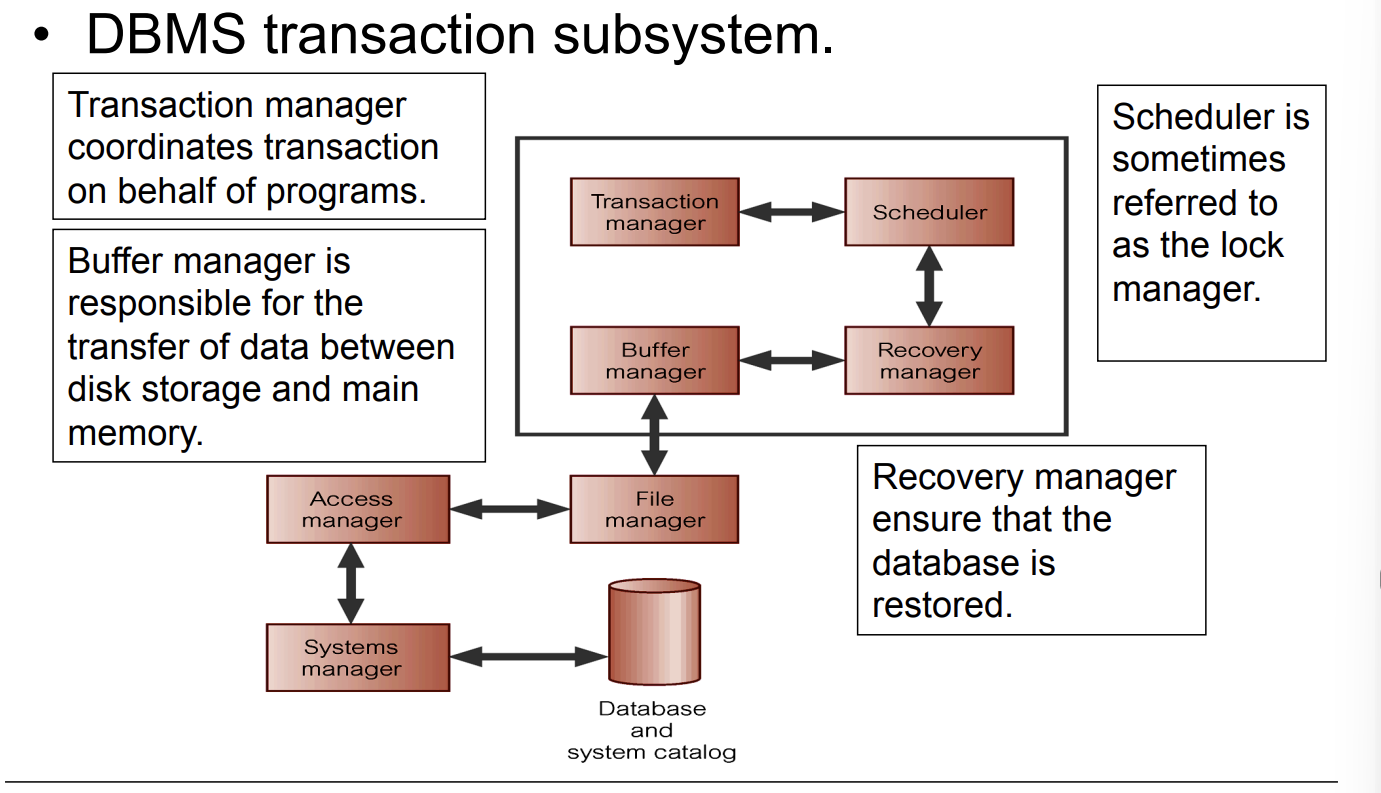 • DBMS transaction subsystem.
Transaction manager
coordinates transaction
on behalf of programs.
Buffer manager is
responsible for the
transfer of data between
disk storage and main
memory.
Scheduler is
sometimes
referred to
as the lock
manager.
Transaction
manager
Scheduler
Buffer
manager
Recovery
manager
Recovery manager
ensure that the
database is
restored.
Access
manager
File
manager
Systems
manager
Database
and
system catalog